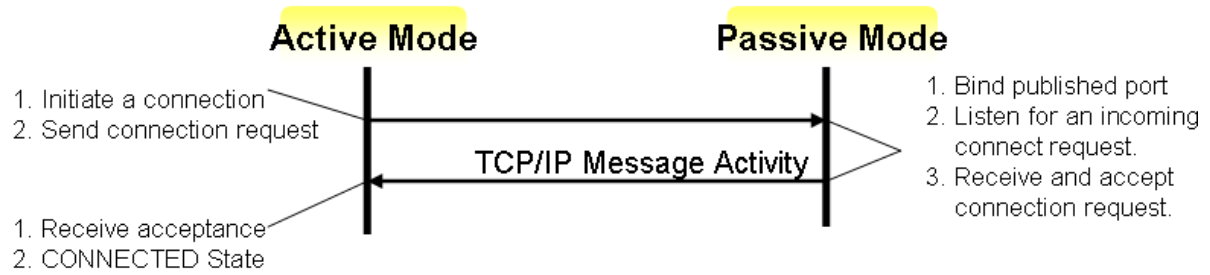 Active Mode
Passive Mode
1. Initiate a connection
2. Send connection request
1. Bind published port
2. Listen for an incoming
connect request.
3. Receive and accept
connection request.
TCP/IP Message Activity
1. Receive acceptance
2. CONNECTED State